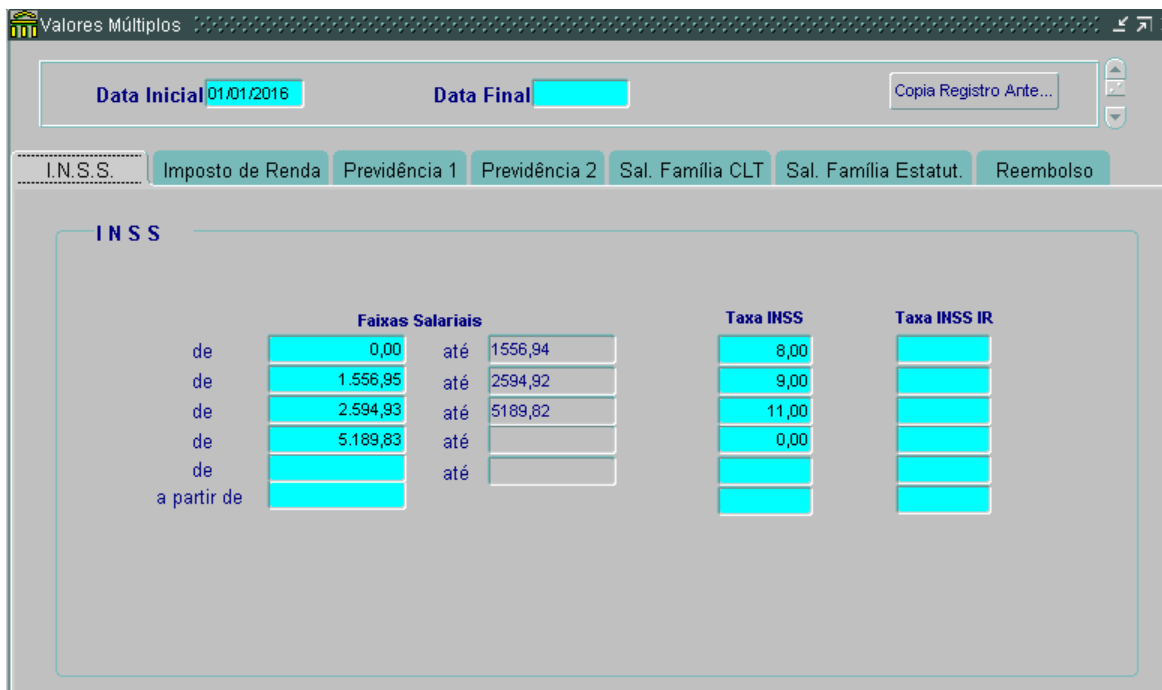 Valores Múltiplos
Data Inicial 01/01/2016 Data Final Copia Registro Ante...
I.N.S.S. Imposto de Renda Previdência 1 Previdência 2 Sal. Família CLT Sal. Família Estatut. Reembolso
I N S S
Faixas Salariais Taxa INSS Taxa INSS IR
de 0,00 até 1556,94 8,00
de 1.556,95 até 2594,92 9,00
de 2.594,93 até 5189,82 11,00
de 5.189,83 até 0,00
de até
a partir de